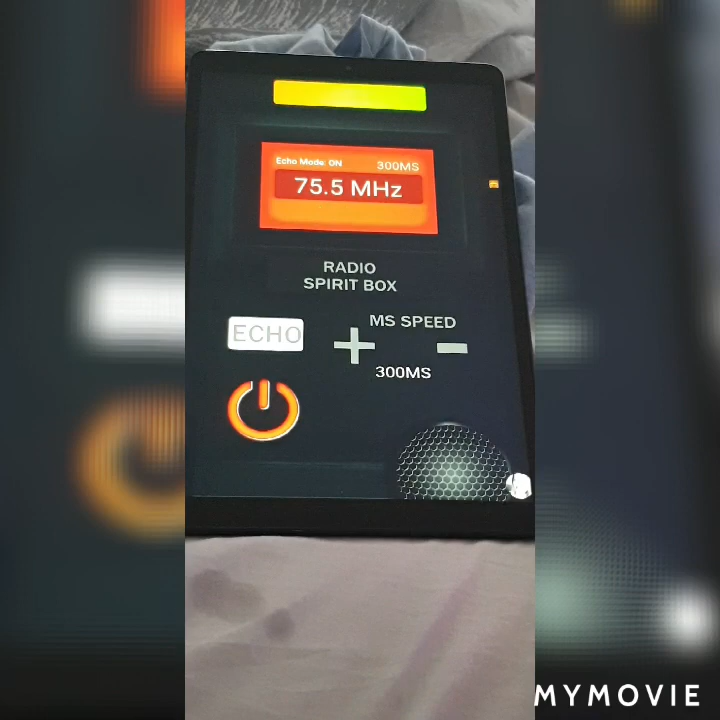 Echo Mode: ON 300MS
75.5 MHz
RADIO
SPIRIT BOX
ECHO
MS SPEED
300MS
MYMOVIE